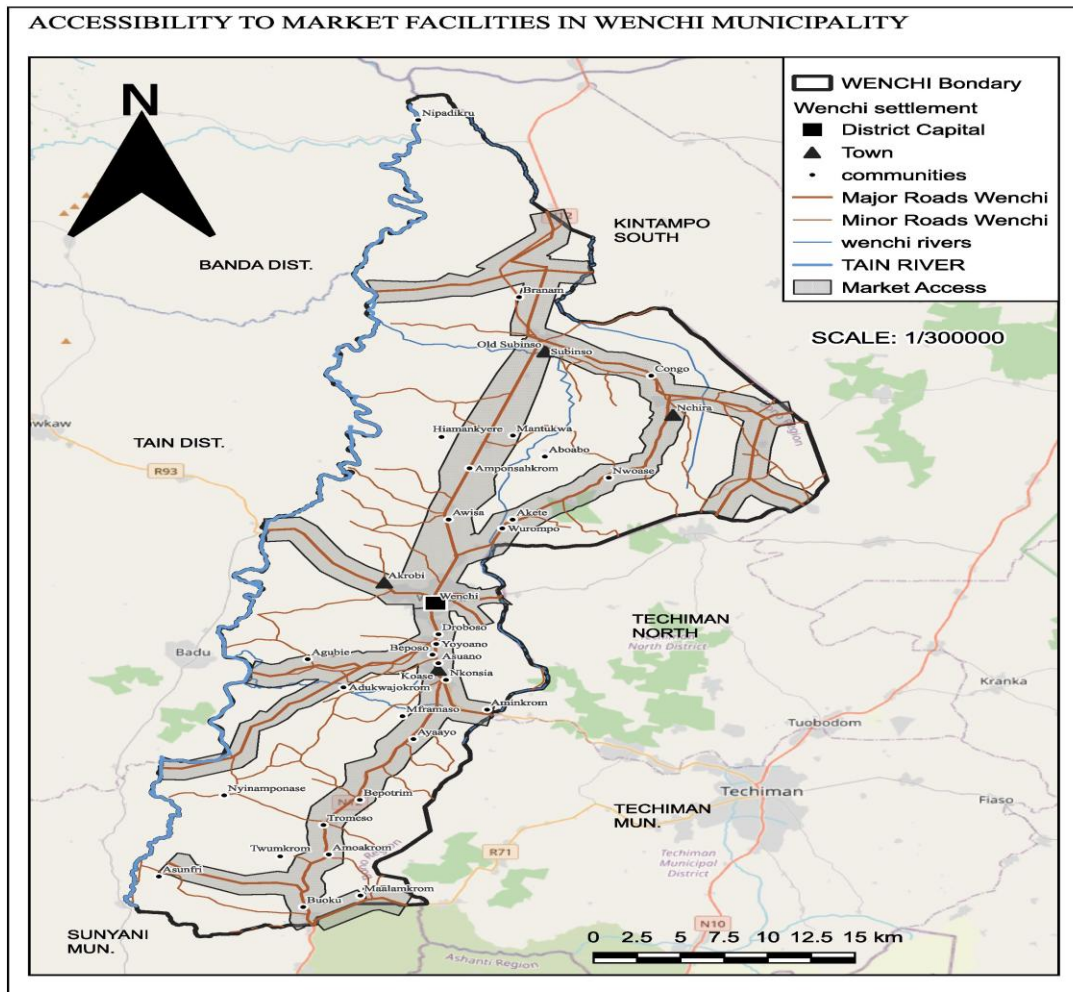 ACCESSIBILITY TO MARKET FACILITIES IN WENCHI MUNICIPALITY
N
WENCHI Bondary
Wenchi settlement
District Capital
Town
communities
Major Roads Wenchi
Minor Roads Wenchi
wenchi rivers
TAIN RIVER
Market Access
SCALE: 1/300000
Nipadikru
KINTAMPO
SOUTH
BANDA DIST.
Branam
Old Subinso
Subinso
Congo
Nchira
TAIN DIST.
R93
Hiamankyere
Mantukwa
Aboabo
Amponsahkrom
Nwoase
Awisa
Akete
Wurompo
Akrobi
Wenchi
Droboso
Yoyoano
Beposo
Asuano
Badu
Agubie
Koase
Nkonsia
Adukwajokrom
Mframaso
Aminkrom
Ayaayo
TECHIMAN
NORTH
Techiman
North District
Kranka
Tuobodom
Nyinamponase
Bepotrim
Techiman
Fiaso
Tromeso
TECHIMAN
MUN.
Twumkrom
Amoakrom
R71
Techiman
Municipal
District
Asunfri
Maalamkrom
Buoku
N10
SUNYANI
MUN.
Ashanti Region
0 2.5 5 7.5 10 12.5 15 km